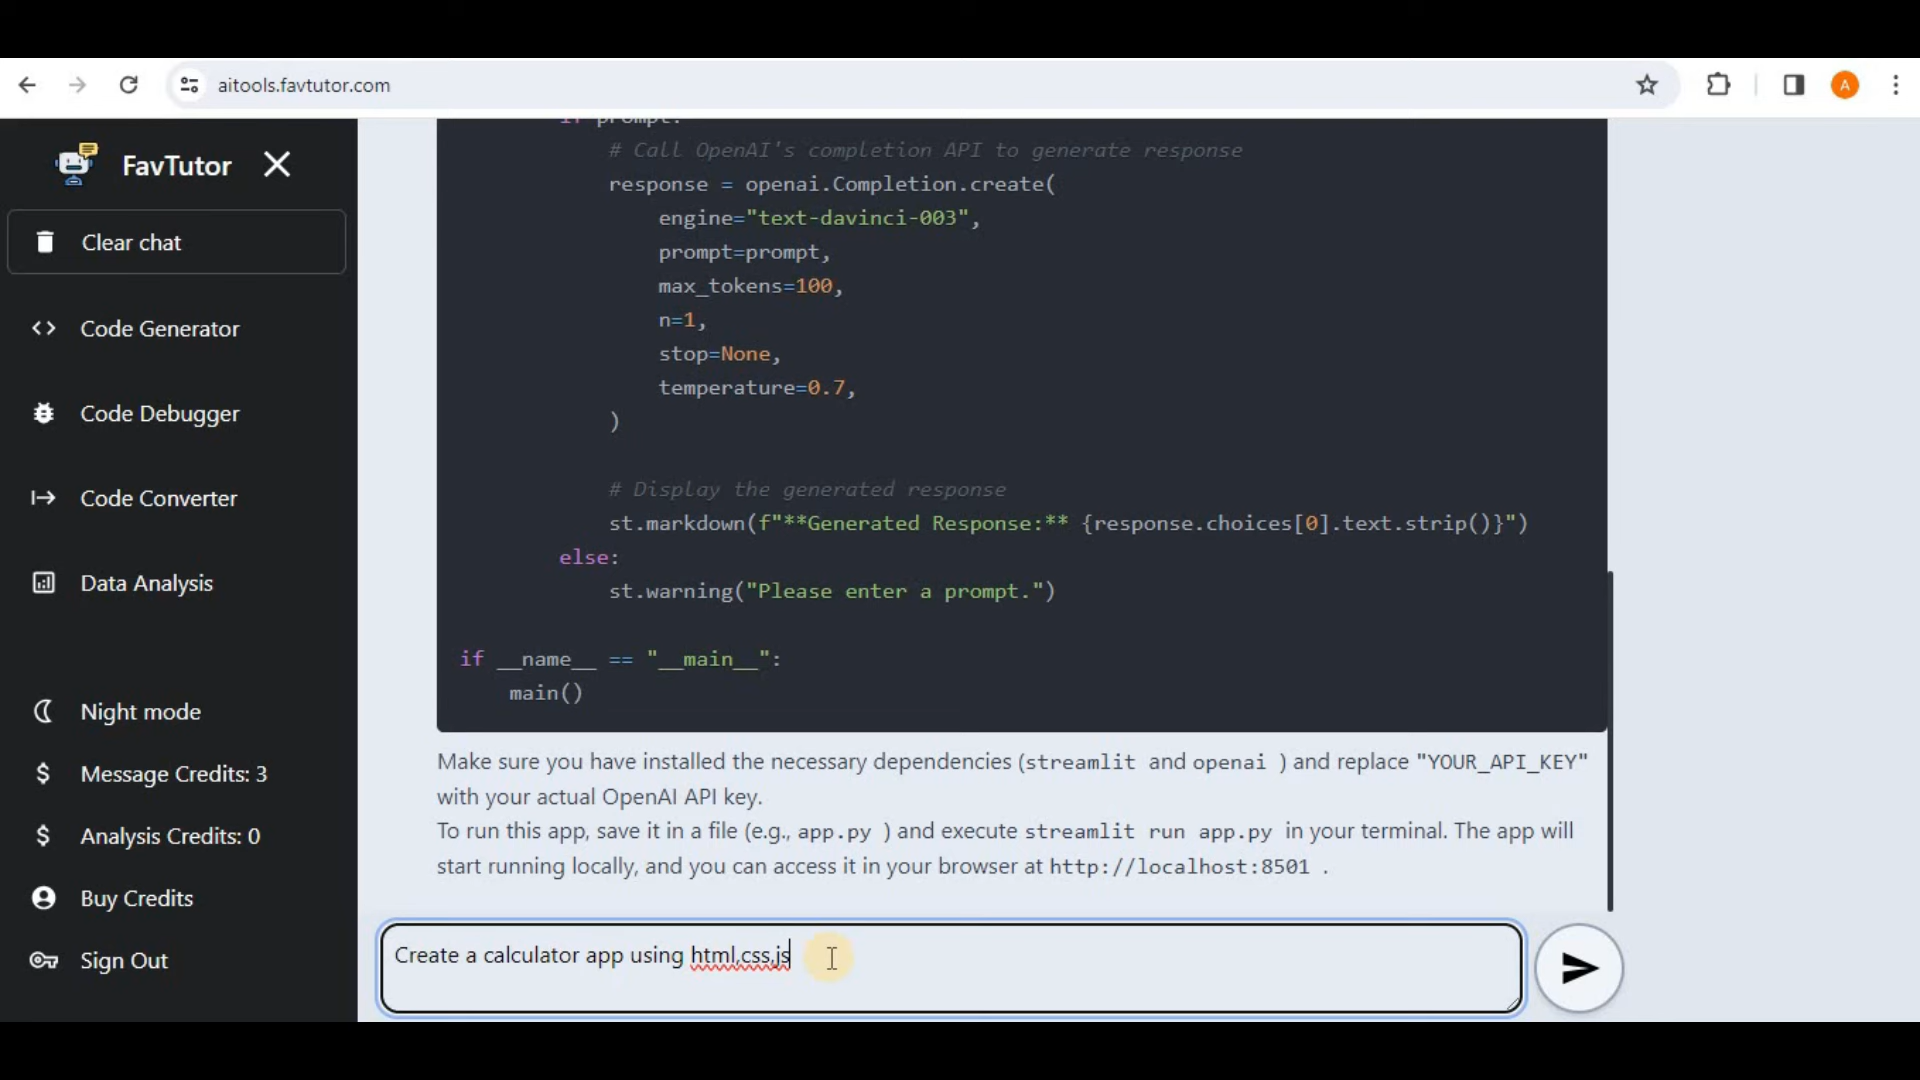 aitools.favtutor.com
A
FavTutor
Clear chat
Code Generator
Code Debugger
Code Converter
Data Analysis
Night mode
Message Credits: 3
Analysis Credits: 0
Buy Credits
Sign Out
if prompt:
# Call OpenAI's completion API to generate response
response = openai.Completion.create(
engine="text-davinci-003",
prompt=prompt,
max_tokens=100,
n=1,
stop=None,
temperature=0.7,
)
# Display the generated response
st.markdown(f"**Generated Response:** {response.choices[0].text.strip()}")
else:
st.warning("Please enter a prompt.")
if __name__ == "__main__":
main()
Make sure you have installed the necessary dependencies (streamlit and openai ) and replace "YOUR_API_KEY"
with your actual OpenAI API key.
To run this app, save it in a file (e.g., app.py ) and execute streamlit run app.py in your terminal. The app will
start running locally, and you can access it in your browser at http://localhost:8501 .
Create a calculator app using html,css,js